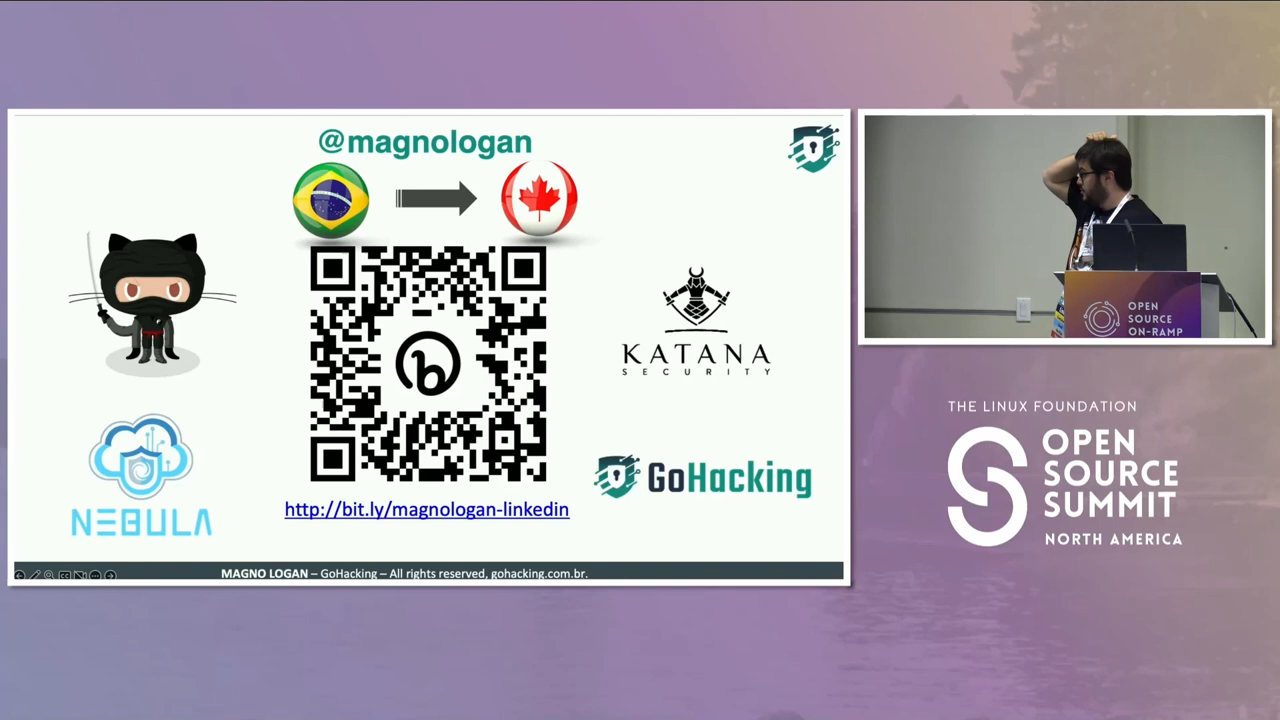 @magnologan
b
KATANA
SECURITY
NEBULA
GoHacking
http://bit.ly/magnologan-linkedin
MAGNO LOGAN – GoHacking – All rights reserved, gohacking.com.br.
OPEN
SOURCE
ON-RAMP
THE LINUX FOUNDATION
OPEN
SOURCE
SUMMIT
NORTH AMERICA